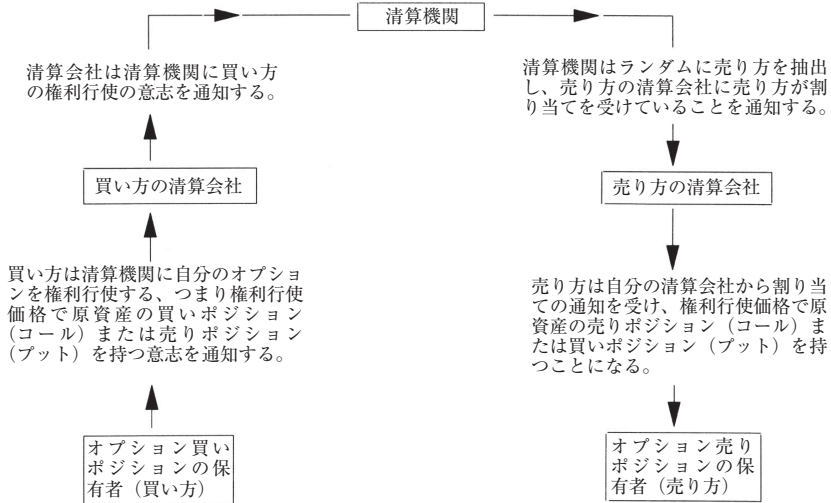 清算機関
清算会社は清算機関に買い方
の権利行使の意志を通知する。
清算機関はランダムに売り方を抽出
し、売り方の清算会社に売り方が割
り当てを受けていることを通知する。
買い方の清算会社
売り方の清算会社
買い方は清算機関に自分のオプショ
ンを権利行使する、つまり権利行使
価格で原資産の買いポジション
(コール)または売りポジション
(プット)を持つ意志を通知する。
売り方は自分の清算会社から割り当
ての通知を受け、権利行使価格で原
資産の売りポジション(コール)ま
たは買いポジション(プット)を持
つことになる。
オプション買い
ポジションの保
有者(買い方)
オプション売り
ポジションの保
有者(売り方)